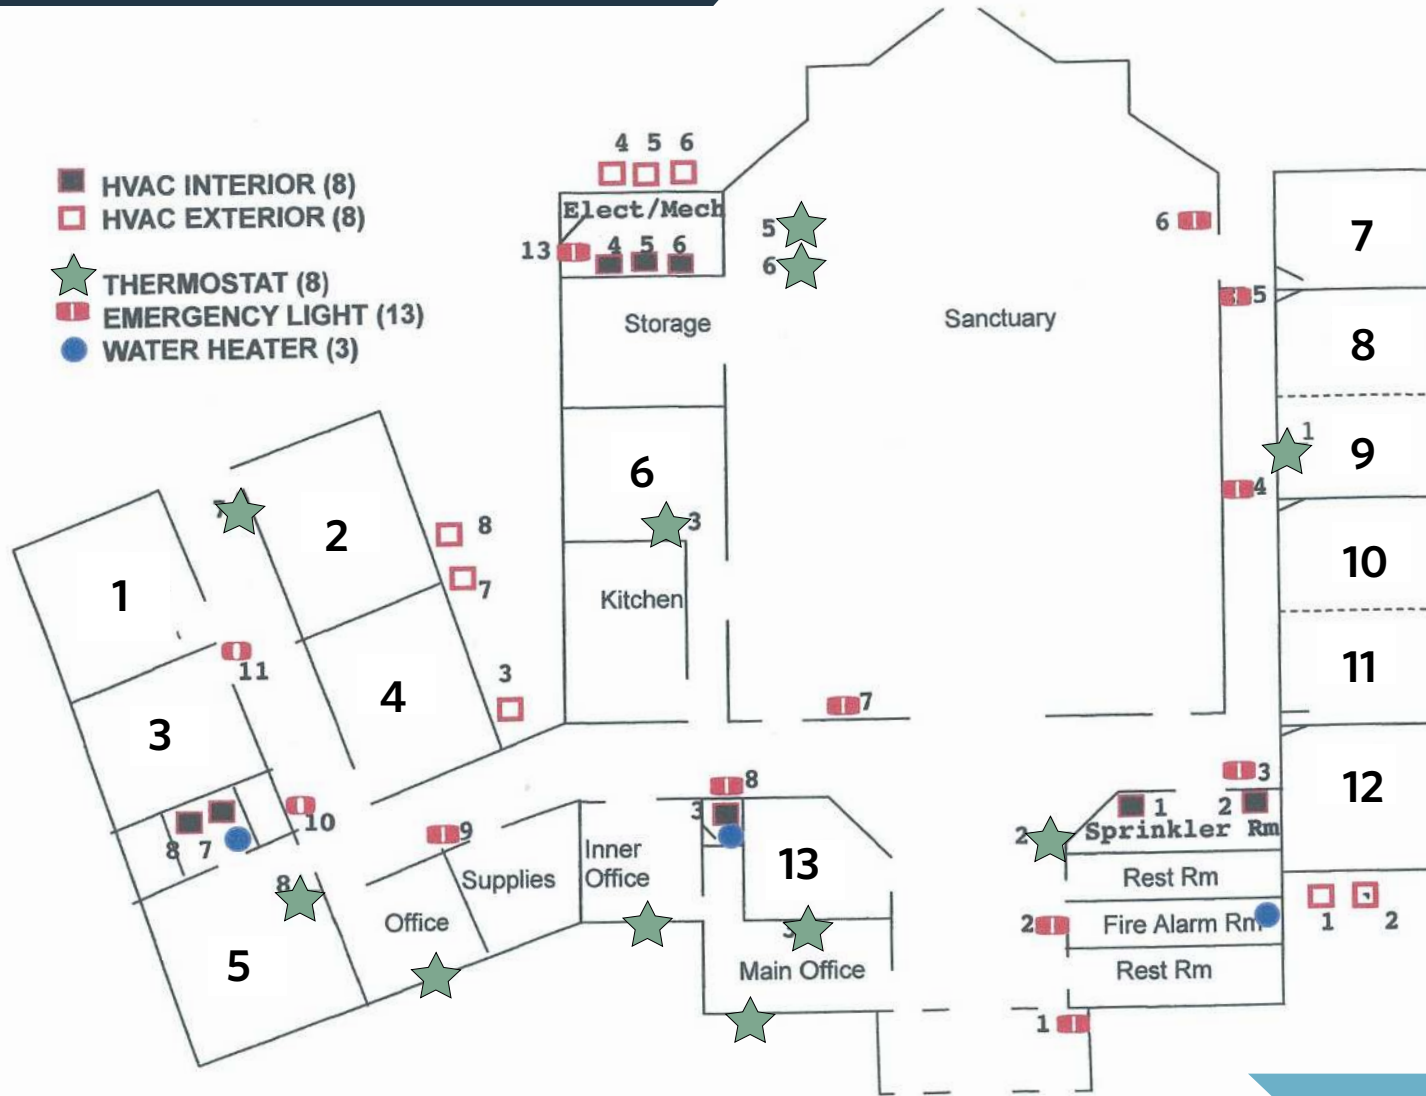 HVAC INTERIOR (8)
HVAC EXTERIOR (8)
THERMOSTAT (8)
EMERGENCY LIGHT (13)
WATER HEATER (3)
4 5 6
Elect/Mech
13
4 5 6
5
6
6
5
7
Storage
Sanctuary
8
1
9
4
6
3
7
2
8
7
1
10
Kitchen
11
11
3
4
3
7
12
8
3
3
1
2
Sprinkler Rm
2
10
8 7
9
Inner
Office
13
Supplies
Rest Rm
8
Office
2
Fire Alarm Rm
1 2
5
Main Office
Rest Rm
1